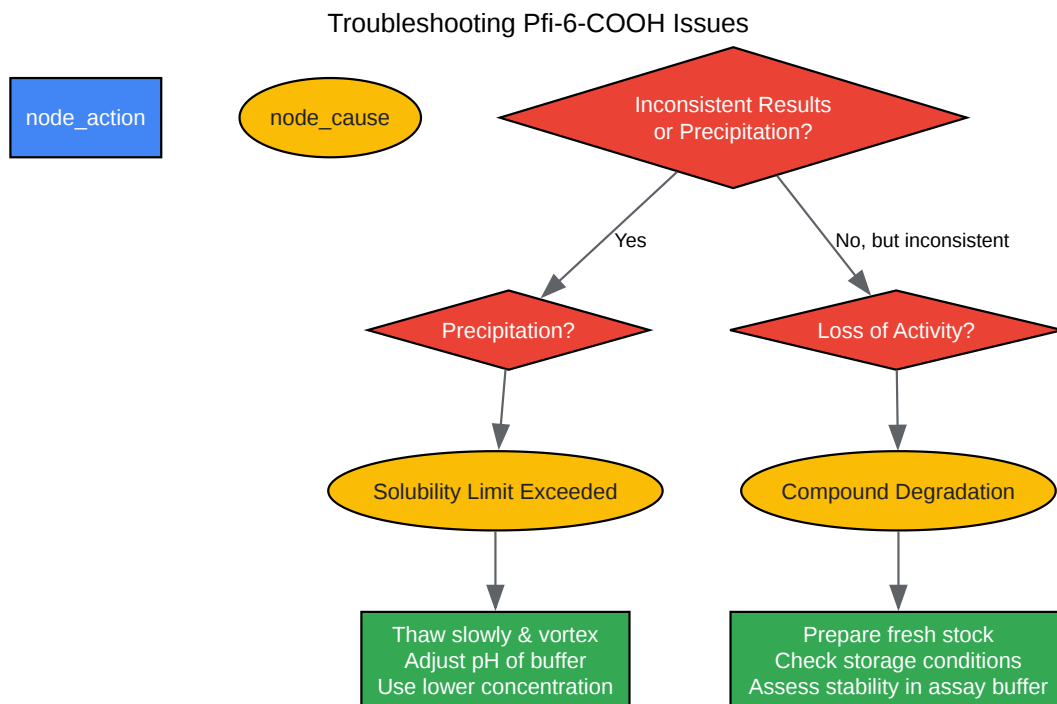 Troubleshooting Pfi-6-COOH Issues
node_action
node_cause
Inconsistent Results
or Precipitation?
Yes
No, but inconsistent
Precipitation?
Loss of Activity?
Solubility Limit Exceeded
Compound Degradation
Thaw slowly & vortex
Adjust pH of buffer
Use lower concentration
Prepare fresh stock
Check storage conditions
Assess stability in assay buffer